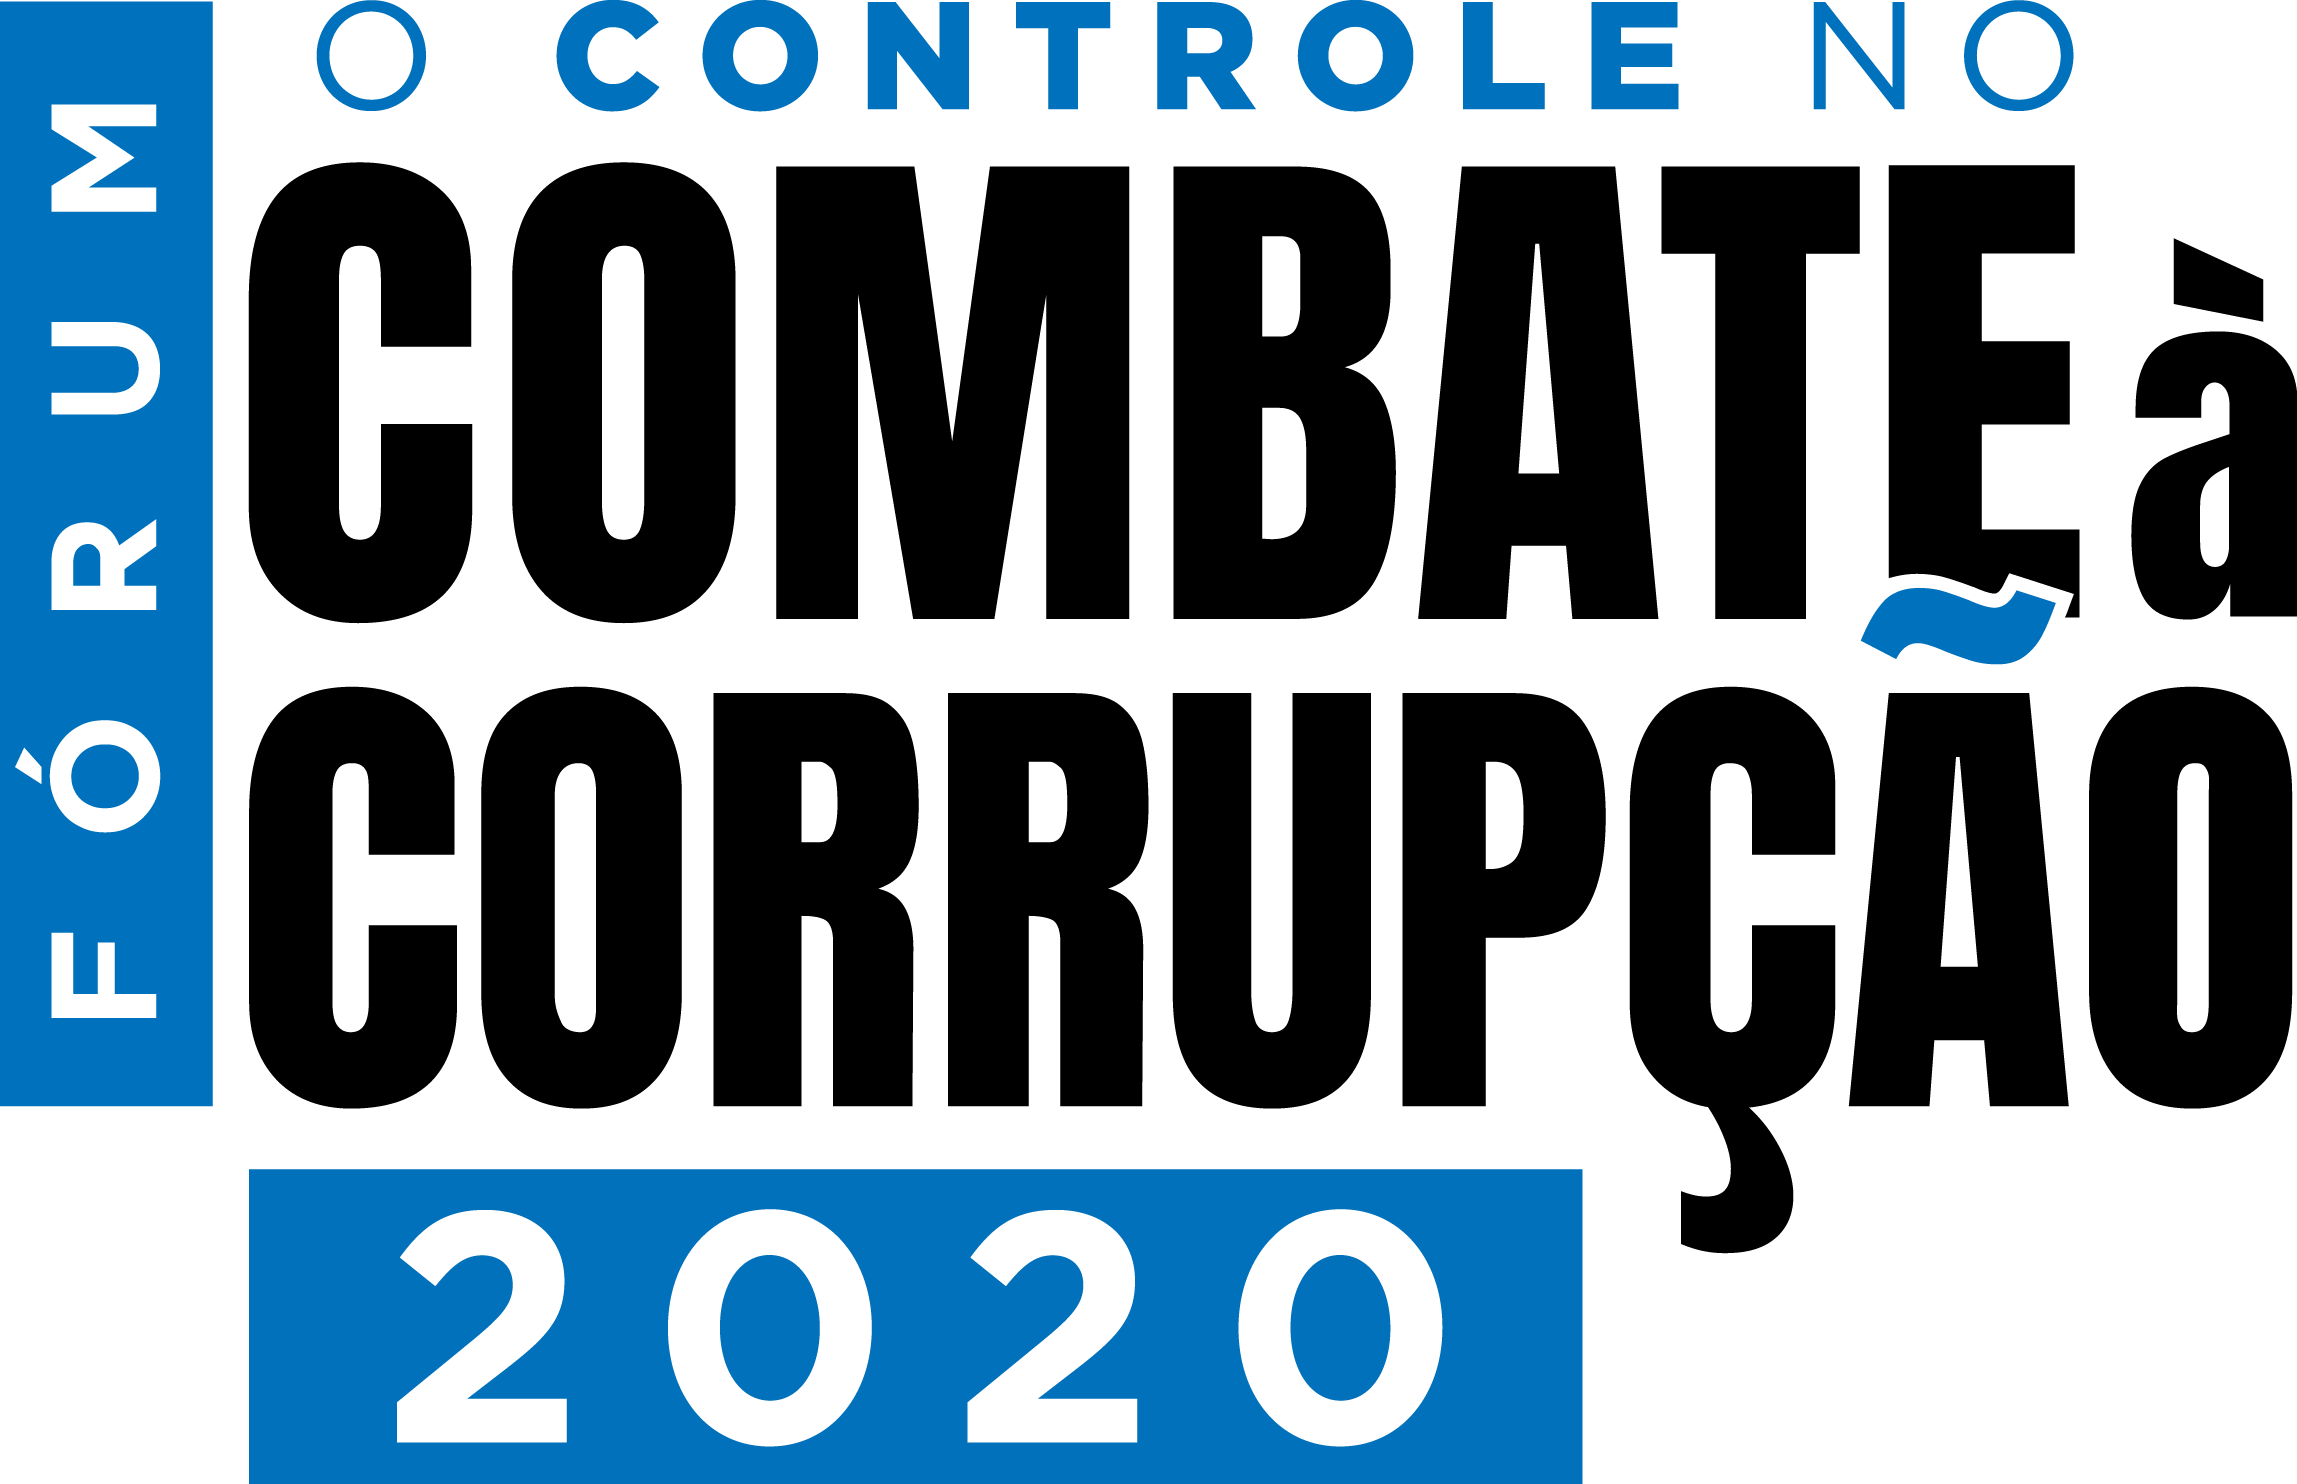 FÓRUM
O CONTROLE NO
COMBATE à
CORRUPÇÃO
2020